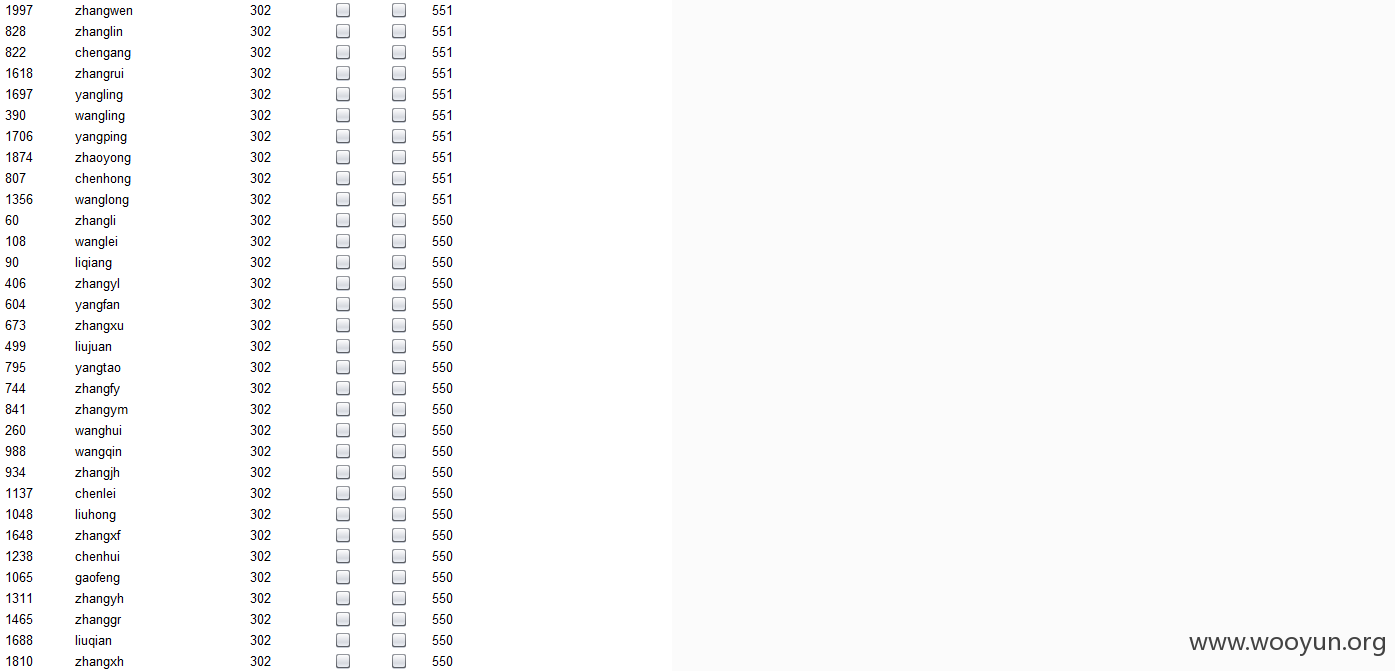 1997 zhangwen 302 551
828 zhanglin 302 551
822 chengang 302 551
1618 zhangrui 302 551
1697 yangling 302 551
390 wangling 302 551
1706 yangping 302 551
1874 zhaoyong 302 551
807 chenhong 302 551
1356 wanglong 302 551
60 zhangli 302 550
108 wanglei 302 550
90 liqiang 302 550
406 zhangyl 302 550
604 yangfan 302 550
673 zhangxu 302 550
499 liujuan 302 550
795 yangtao 302 550
744 zhangfy 302 550
841 zhangym 302 550
260 wanghui 302 550
988 wangqin 302 550
934 zhangjh 302 550
1137 chenlei 302 550
1048 liuhong 302 550
1648 zhangxf 302 550
1238 chenhui 302 550
1065 gaofeng 302 550
1311 zhangyh 302 550
1465 zhanggr 302 550
1688 liuqian 302 550
1810 zhangxh 302 550
www.wooyun.org